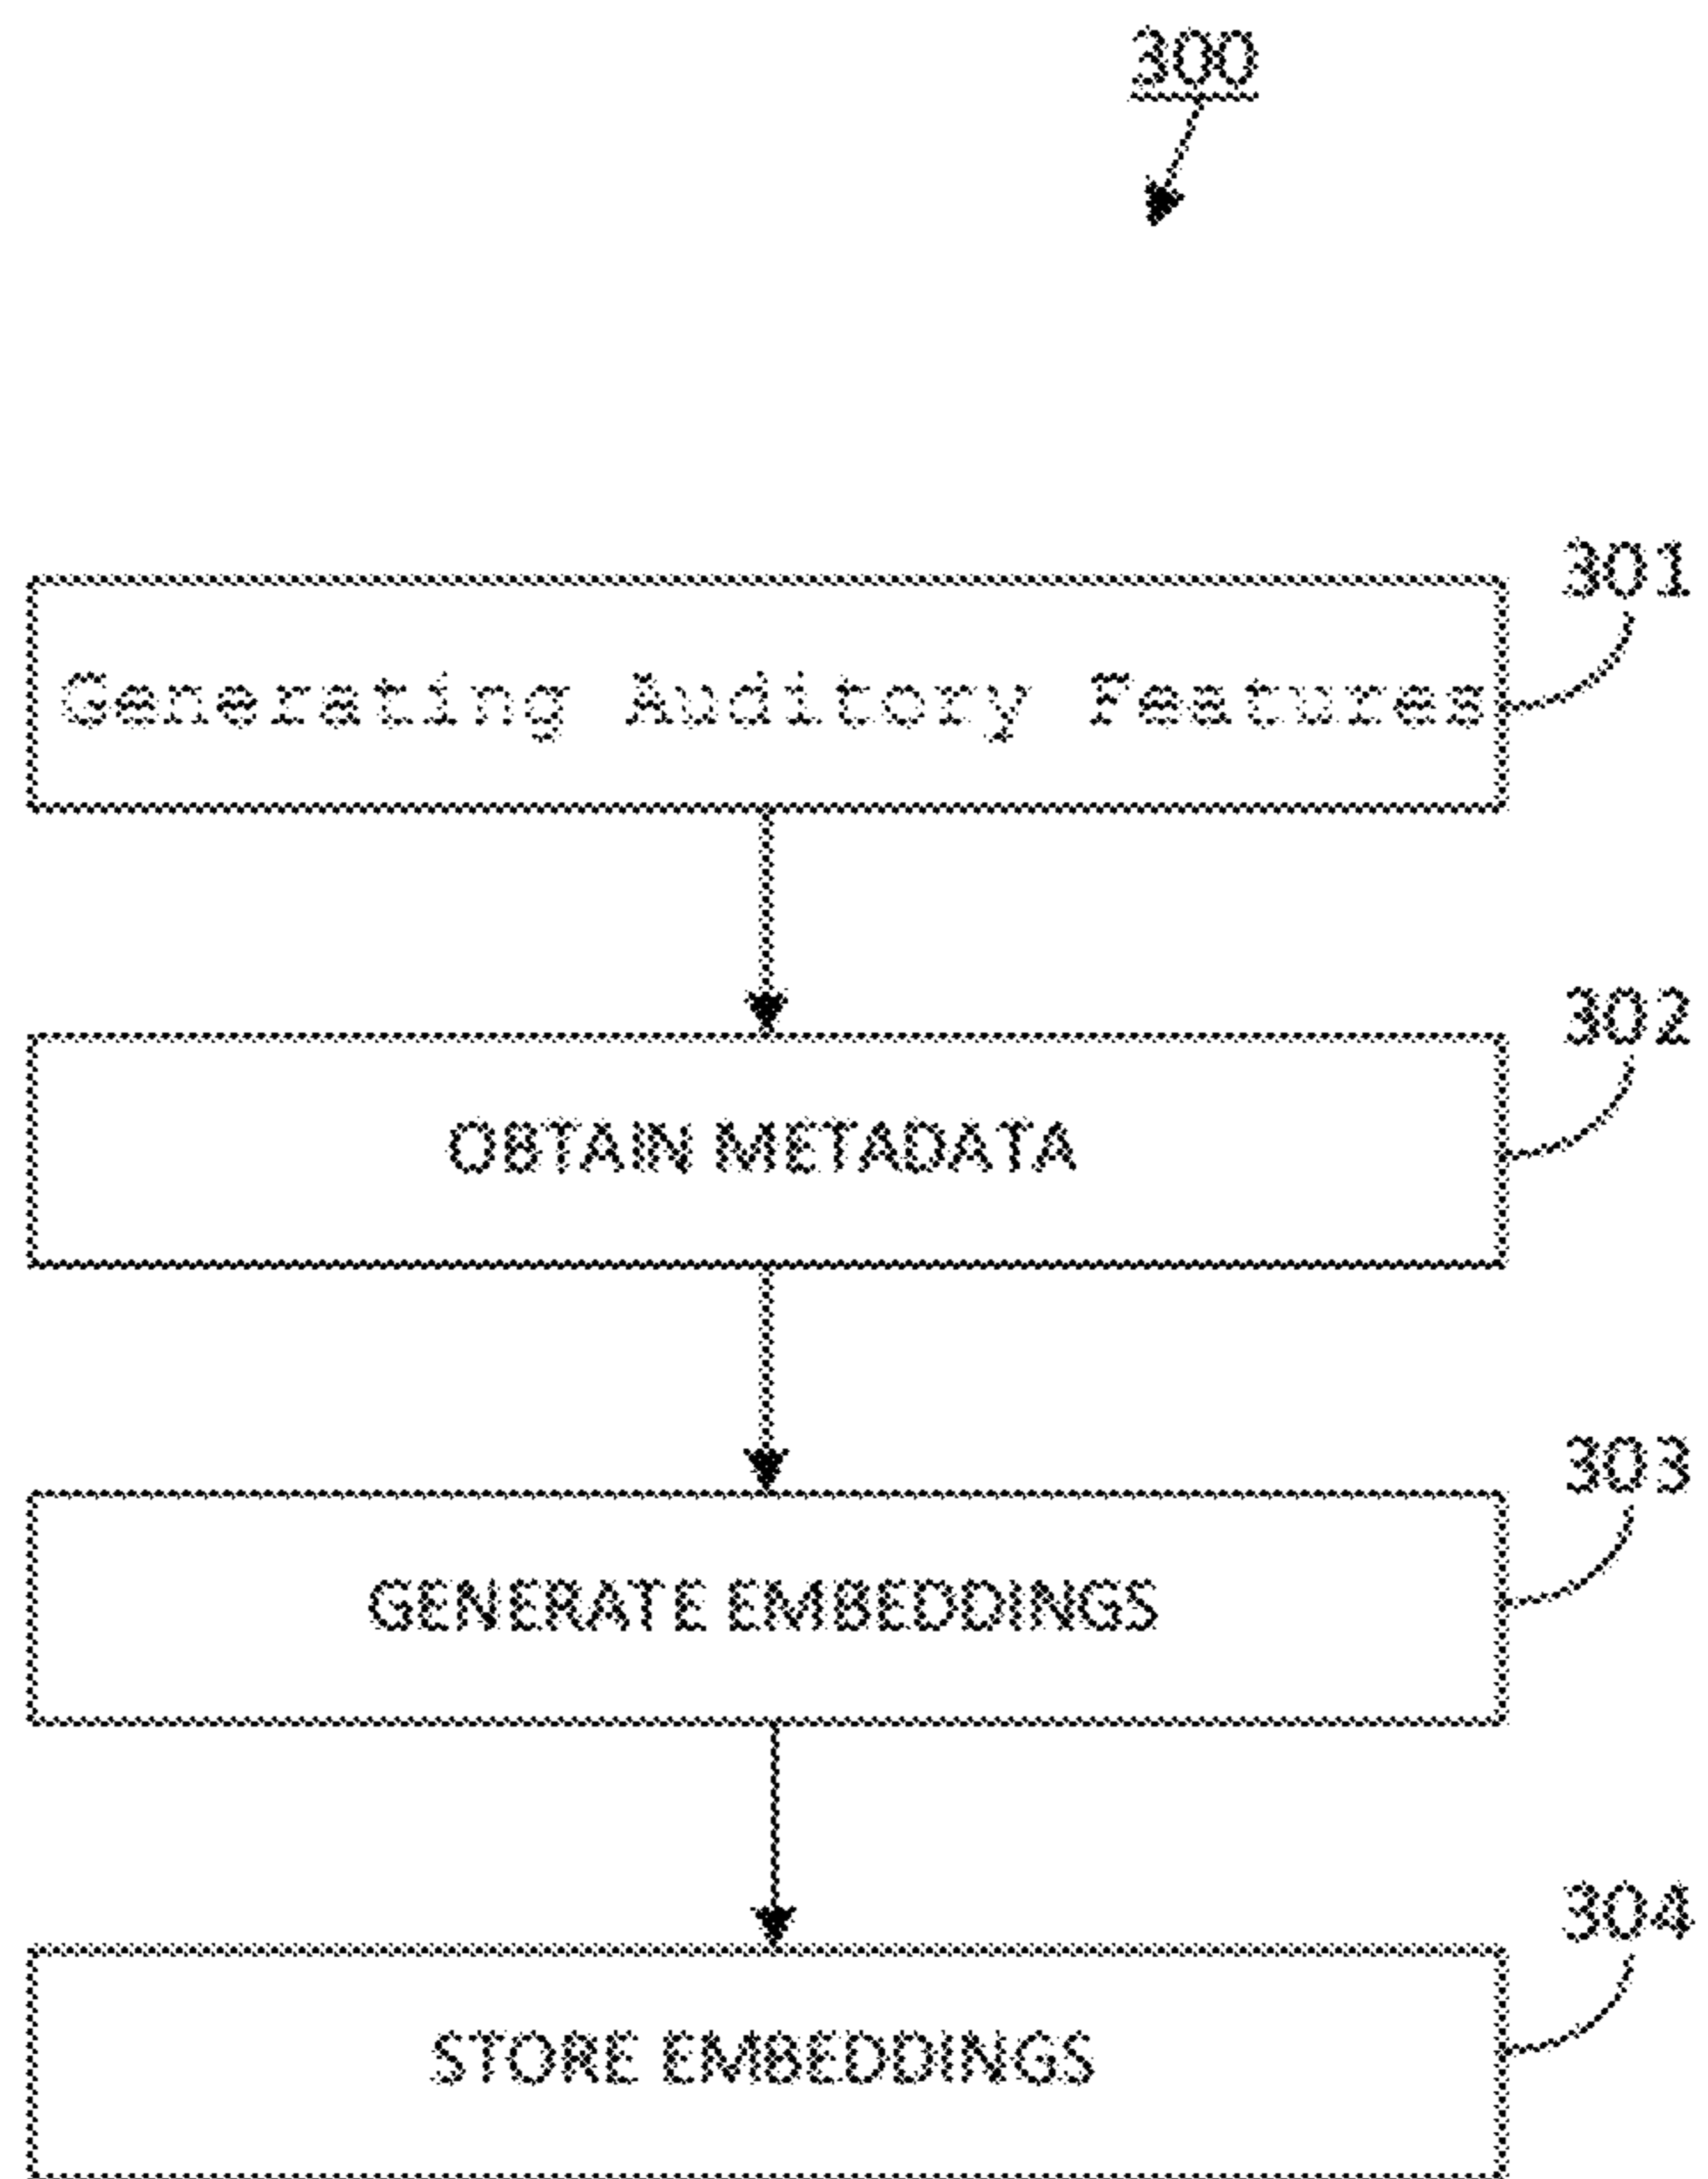 300
301
Generating Auditory Features
302
OBTAIN METADATA
303
GENERATE EMBEDDINGS
304
STORE EMBEDDINGS